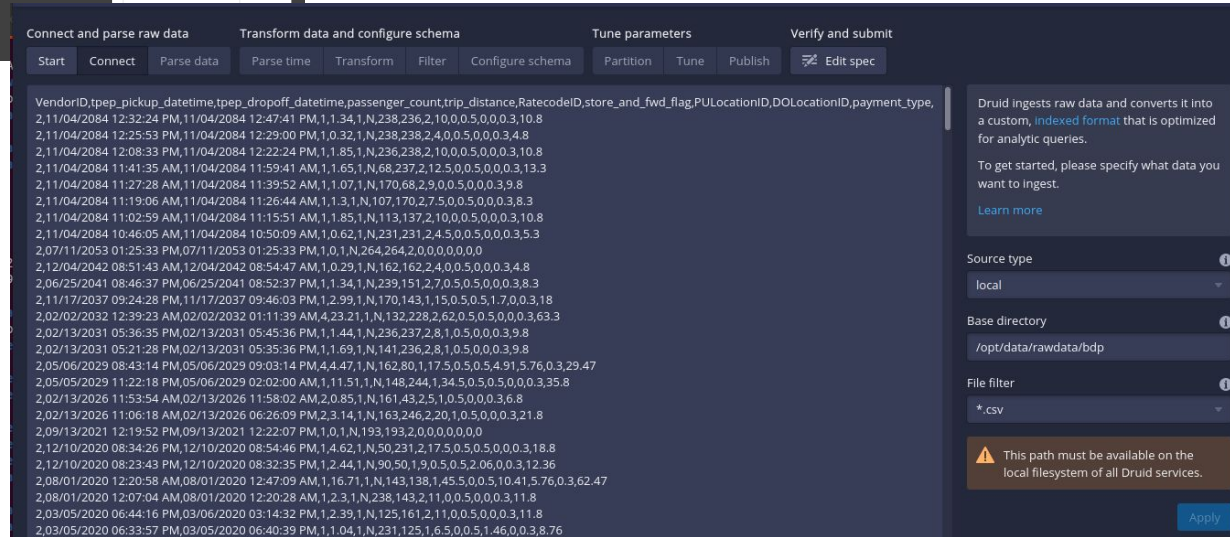 Connect and parse raw data Transform data and configure schema Tune parameters Verify and submit
Start Connect Parse data Parse time Transform Filter Configure schema Partition Tune Publish Edit spec
VendorID,tpep_pickup_datetime,tpep_dropoff_datetime,passenger_count,trip_distance,RatecodeID,store_and_fwd_flag,PULocationID,DOLocationID,payment_type,
2,11/04/2084 12:32:24 PM,11/04/2084 12:47:41 PM,1,1.34,1,N,238,236,2,10,0,0.5,0,0,0.3,10.8
2,11/04/2084 12:25:53 PM,11/04/2084 12:29:00 PM,1,0.32,1,N,238,238,2,4,0,0.5,0,0,0.3,4.8
2,11/04/2084 12:08:33 PM,11/04/2084 12:22:24 PM,1,1.85,1,N,236,238,2,10,0,0.5,0,0,0.3,10.8
2,11/04/2084 11:41:35 AM,11/04/2084 11:59:41 AM,1,1.65,1,N,68,237,2,12.5,0,0.5,0,0,0.3,13.3
2,11/04/2084 11:27:28 AM,11/04/2084 11:39:52 AM,1,1.07,1,N,170,68,2,9,0,0.5,0,0,0.3,9.8
2,11/04/2084 11:19:06 AM,11/04/2084 11:26:44 AM,1,1.3,1,N,107,170,2,7.5,0,0.5,0,0,0.3,8.3
2,11/04/2084 11:02:59 AM,11/04/2084 11:15:51 AM,1,1.85,1,N,113,137,2,10,0,0.5,0,0,0.3,10.8
2,11/04/2084 10:46:05 AM,11/04/2084 10:50:09 AM,1,0.62,1,N,231,231,2,4.5,0,0.5,0,0,0.3,5.3
2,07/11/2053 01:25:33 PM,07/11/2053 01:25:33 PM,1,0,1,N,264,264,2,0,0,0,0,0,0,0
2,12/04/2042 08:51:43 AM,12/04/2042 08:54:47 AM,1,0.29,1,N,162,162,2,4,0,0.5,0,0,0.3,4.8
2,06/25/2041 08:46:37 PM,06/25/2041 08:52:37 PM,1,1.34,1,N,239,151,2,7,0.5,0.5,0,0,0.3,8.3
2,11/17/2037 09:24:28 PM,11/17/2037 09:46:03 PM,1,2.99,1,N,170,143,1,15,0.5,0.5,1.7,0,0.3,18
2,02/02/2032 12:39:23 AM,02/02/2032 01:11:39 AM,4,23.21,1,N,132,228,2,62,0.5,0.5,0,0,0.3,63.3
2,02/13/2031 05:36:35 PM,02/13/2031 05:45:36 PM,1,1.44,1,N,236,237,2,8,1,0.5,0,0,0.3,9.8
2,02/13/2031 05:21:28 PM,02/13/2031 05:35:36 PM,1,1.69,1,N,141,236,2,8,1,0.5,0,0,0.3,9.8
2,05/06/2029 08:43:14 PM,05/06/2029 09:03:14 PM,4,4.47,1,N,162,80,1,17.5,0.5,0.5,4.91,5.76,0.3,29.47
2,05/05/2029 11:22:18 PM,05/06/2029 02:02:00 AM,1,11.51,1,N,148,244,1,34.5,0.5,0.5,0,0,0.3,35.8
2,02/13/2026 11:53:54 AM,02/13/2026 11:58:02 AM,2,0.85,1,N,161,43,2,5,1,0.5,0,0,0.3,6.8
2,02/13/2026 11:06:18 AM,02/13/2026 06:26:09 PM,2,3.14,1,N,163,246,2,20,1,0.5,0,0,0.3,21.8
2,09/13/2021 12:19:52 PM,09/13/2021 12:22:07 PM,1,0,1,N,193,193,2,0,0,0,0,0,0,0
2,12/10/2020 08:34:26 PM,12/10/2020 08:54:46 PM,1,4.62,1,N,50,231,2,17.5,0,0.5,0,0,0.3,18.8
2,12/10/2020 08:23:43 PM,12/10/2020 08:32:35 PM,1,2.44,1,N,90,50,1,9,0.5,0.5,2.06,0,0.3,12.36
2,08/01/2020 12:20:58 AM,08/01/2020 12:47:09 AM,1,16.71,1,N,143,138,1,45.5,0,0.5,10.41,5.76,0.3,62.47
2,08/01/2020 12:07:04 AM,08/01/2020 12:20:28 AM,1,2.3,1,N,238,143,2,11,0,0.5,0,0,0.3,11.8
2,03/05/2020 06:44:16 PM,03/06/2020 03:14:32 PM,1,2.39,1,N,125,161,2,11,0,0.5,0,0,0.3,11.8
2,03/05/2020 06:33:57 PM,03/05/2020 06:40:39 PM,1,1.04,1,N,231,125,1,6.5,0,0.5,1.46,0,0.3,8.76
Druid ingests raw data and converts it into
a custom, indexed format that is optimized
for analytic queries.
To get started, please specify what data you
want to ingest.
Learn more
Source type
local
Base directory
/opt/data/rawdata/bdp
File filter
*.csv
This path must be available on the
local filesystem of all Druid services.
Apply